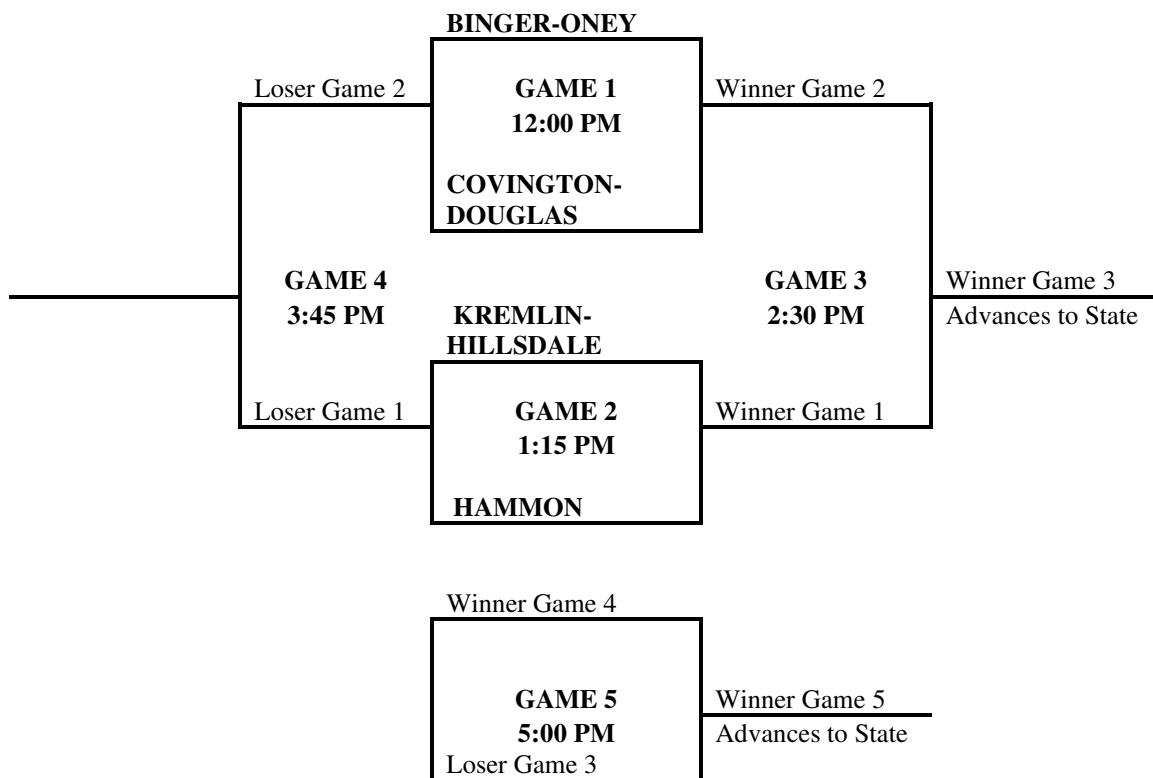 BINGER-ONEY
Loser Game 2
GAME 1
Winner Game 2
12:00 PM
COVINGTON-
DOUGLAS
GAME 4
GAME 3
Winner Game 3
3:45 PM
KREMLIN-
2:30 PM
Advances to State
HILLSDALE
Loser Game 1
GAME 2
Winner Game 1
1:15 PM
HAMMON
Winner Game 4
GAME 5
Winner Game 5
5:00 PM
Advances to State
Loser Game 3